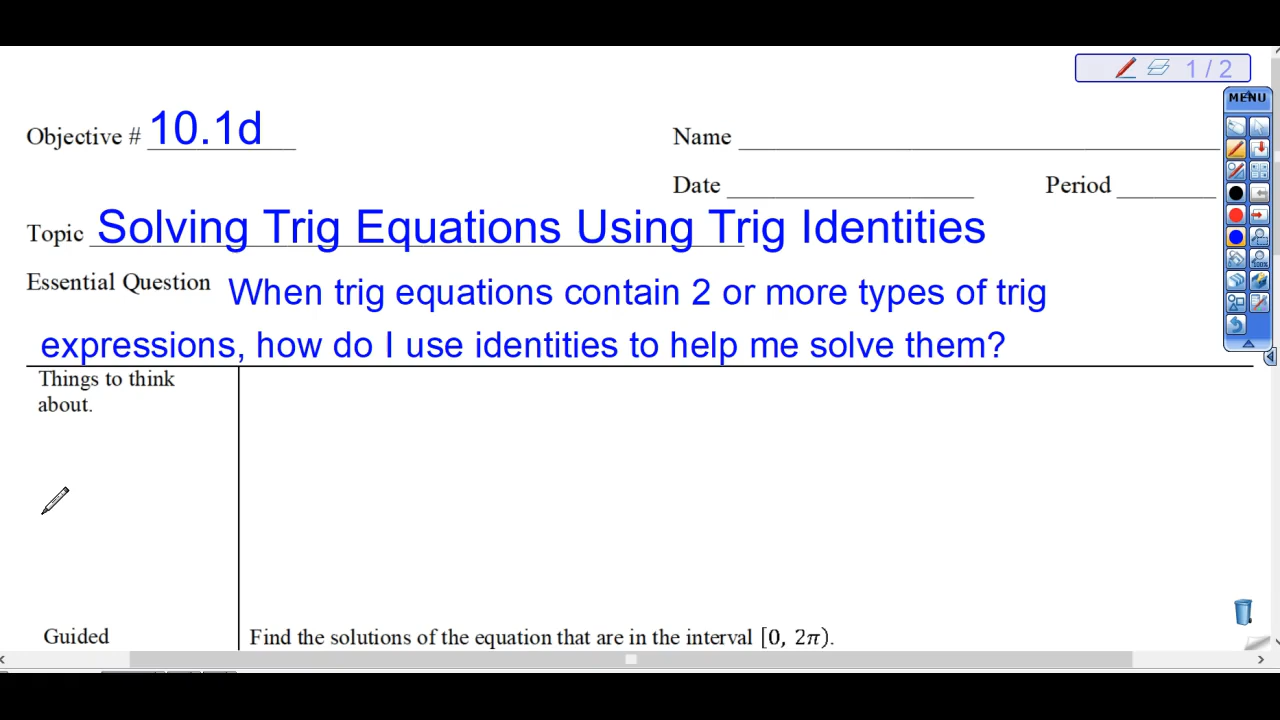 1 / 2
MENU
Objective # 10.1d
Name
Date Period
Topic Solving Trig Equations Using Trig Identities
Essential Question When trig equations contain 2 or more types of trig
expressions, how do I use identities to help me solve them?
Things to think
about.
Guided Find the solutions of the equation that are in the interval [0, 2π).